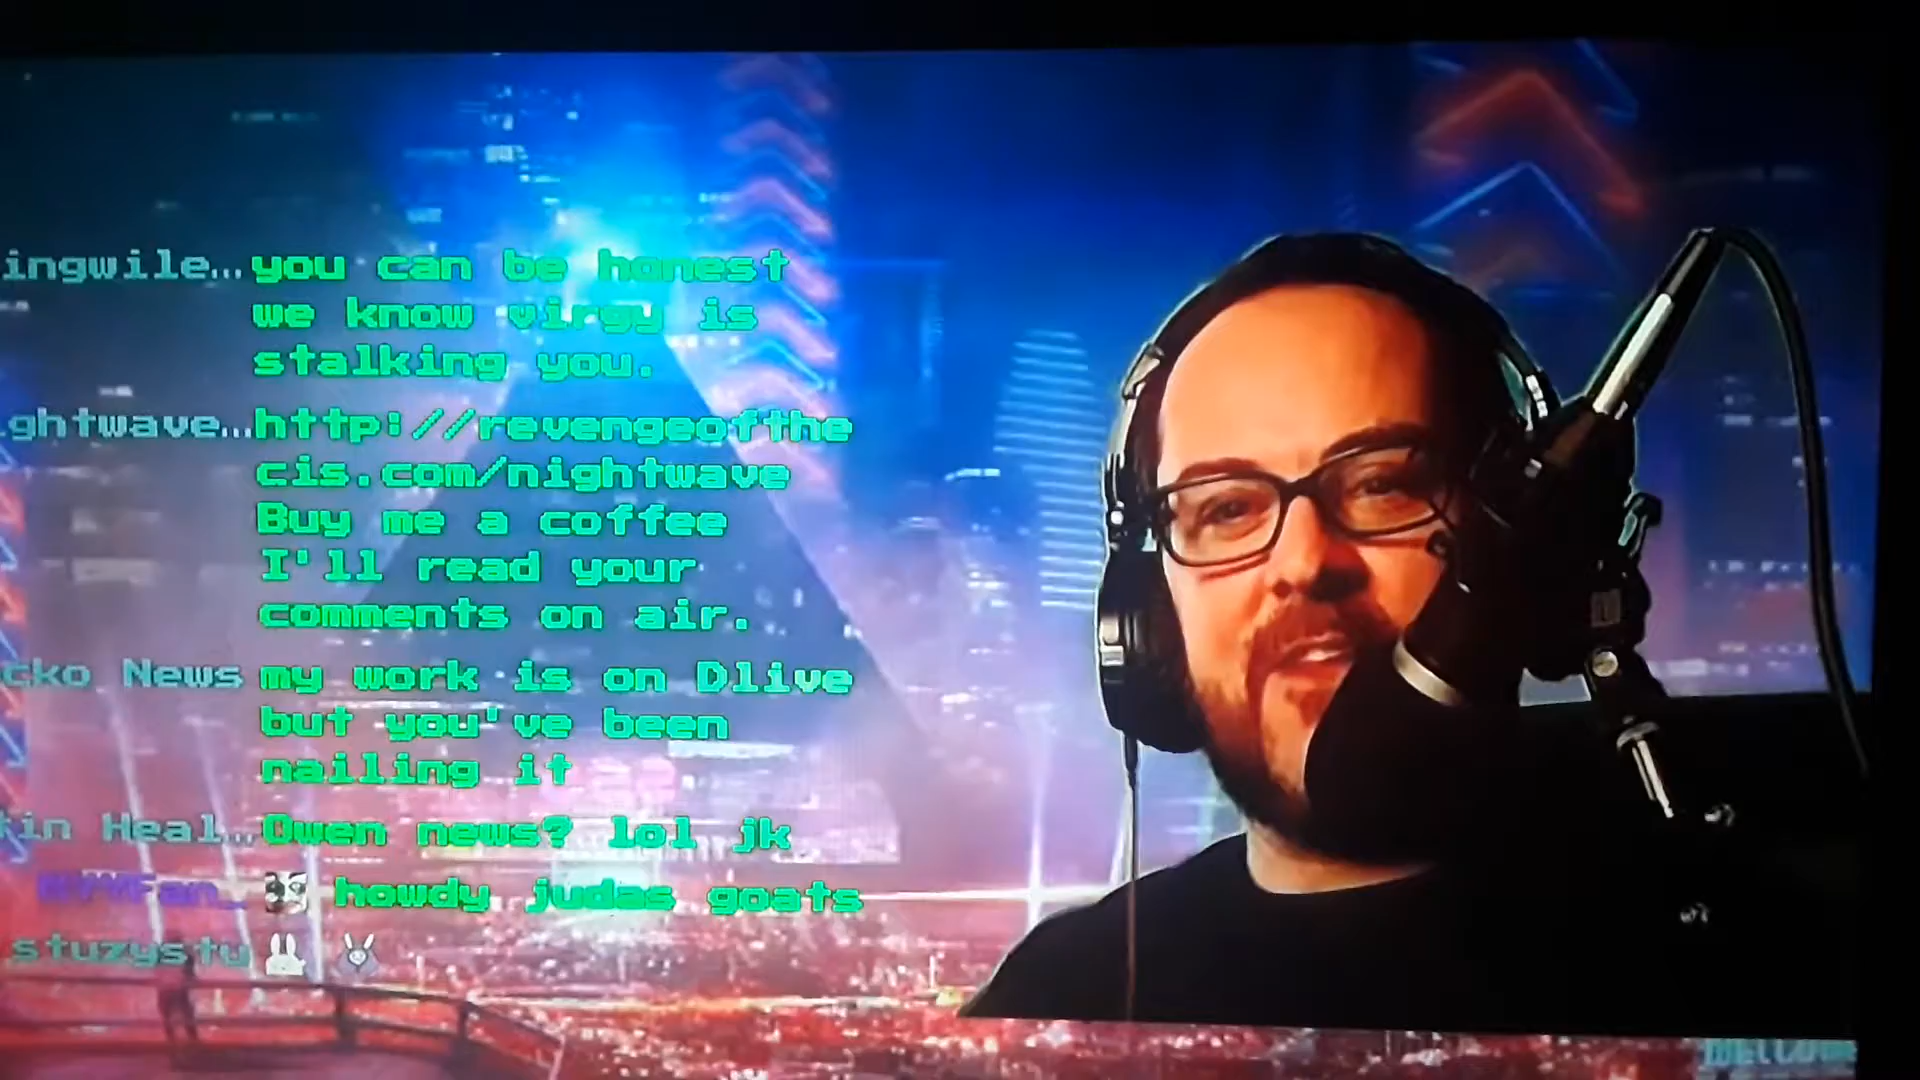 ingwile... you can be honest
we know virgy is
stalking you.
ghtwave... http://revengeofthe
cis.com/nightwave
Buy me a coffee
I'll read your
comments on air.
cko News my work is on Dlive
but you've been
nailing it
kin Heal... Owen news? lol jk
howdy judas goats
stuzystu